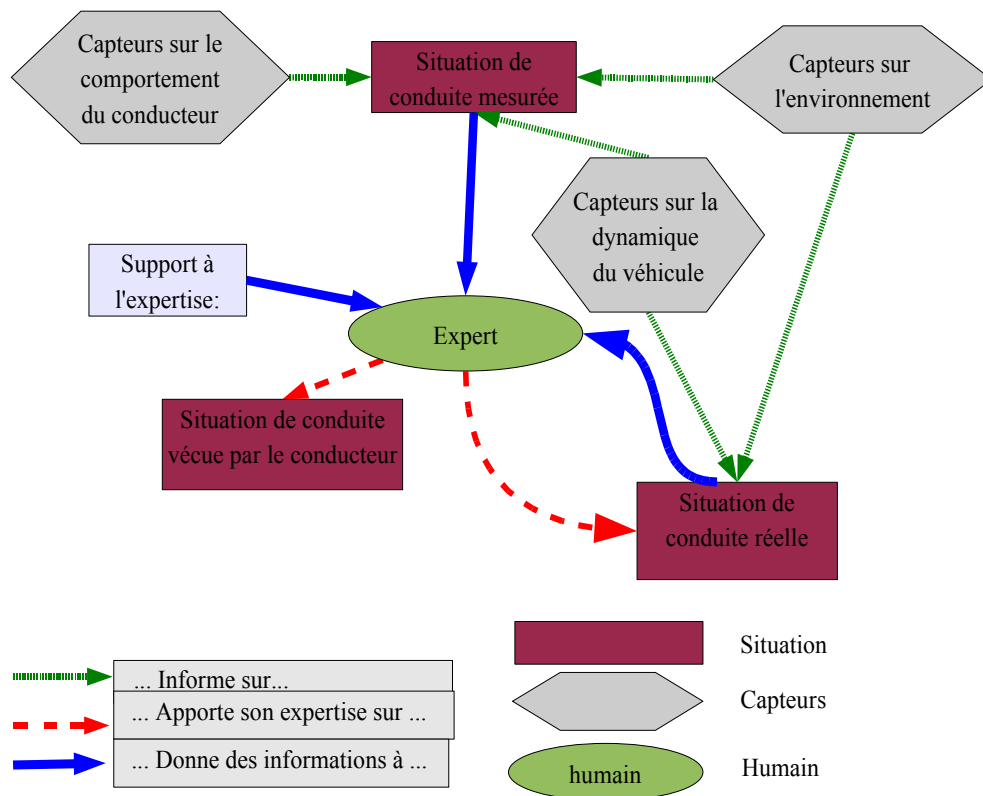 Capteurs sur le
comportement
du conducteur
Situation de
conduite mesurée
Capteurs sur
l'environnement
Capteurs sur la
dynamique
du véhicule
Support à
l'expertise:
Expert
Situation de conduite
vécue par le conducteur
Situation de
conduite réelle
... Informe sur...
... Apporte son expertise sur ...
... Donne des informations à ...
Situation
Capteurs
humain
Humain